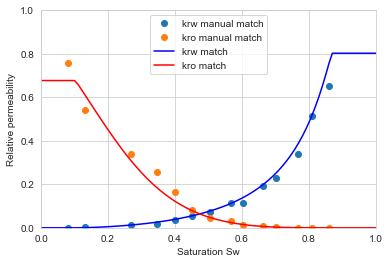 1.0
0.8
0.6
0.4
0.2
0.0
Relative permeability
krw manual match
kro manual match
krw match
kro match
0.0 0.2 0.4 0.6 0.8 1.0
Saturation Sw